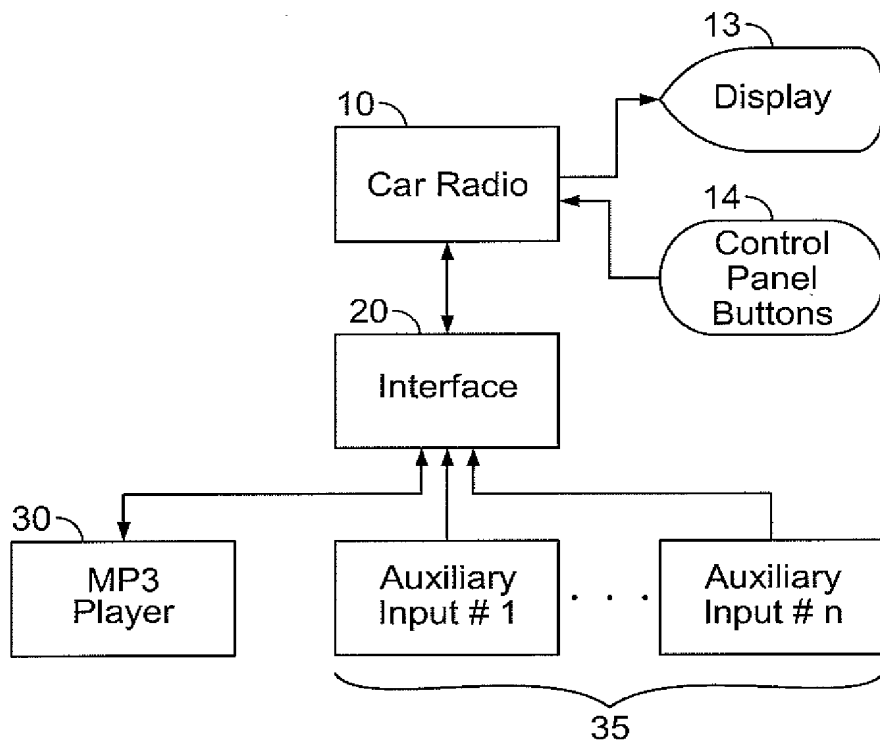 13
Display
10
Car Radio
14
Control
Panel
Buttons
20
Interface
30
MP3
Player
Auxiliary
Input # 1
. . .
Auxiliary
Input # n
35